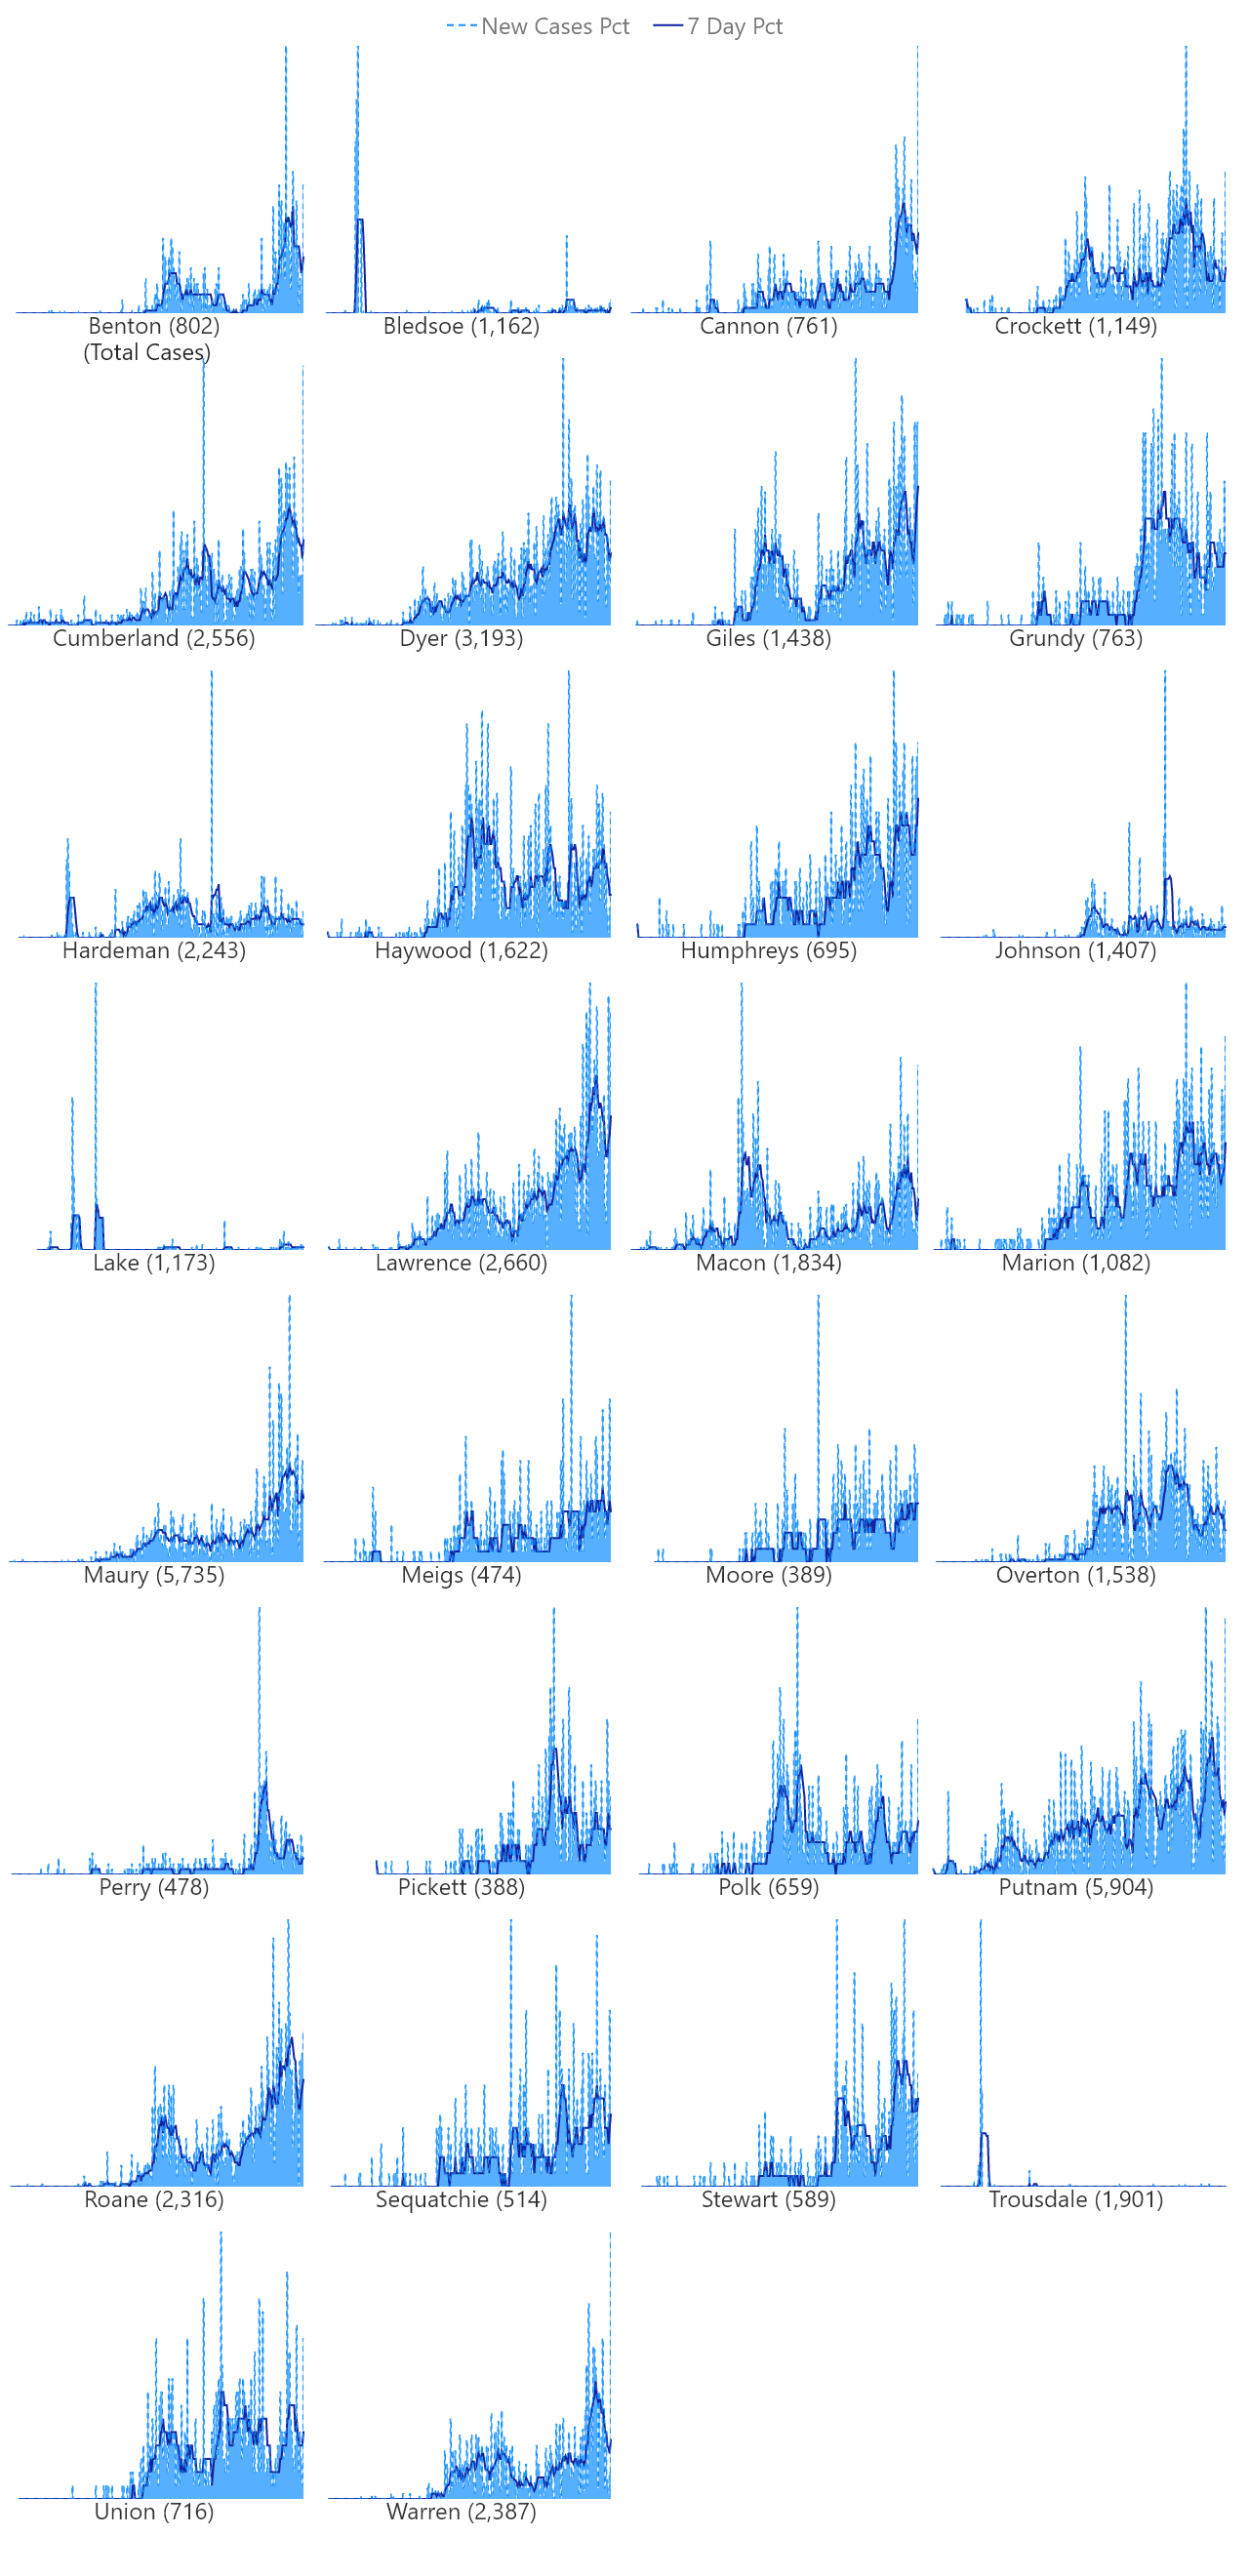 New Cases Pct 7 Day Pct
Benton (802) Bledsoe (1,162) Cannon (761) Crockett (1,149)
(Total Cases)
Cumberland (2,556) Dyer (3,193) Giles (1,438) Grundy (763)
Hardeman (2,243) Haywood (1,622) Humphreys (695) Johnson (1,407)
Lake (1,173) Lawrence (2,660) Macon (1,834) Marion (1,082)
Maury (5,735) Meigs (474) Moore (389) Overton (1,538)
Perry (478) Pickett (388) Polk (659) Putnam (5,904)
Roane (2,316) Sequatchie (514) Stewart (589) Trousdale (1,901)
Union (716) Warren (2,387)